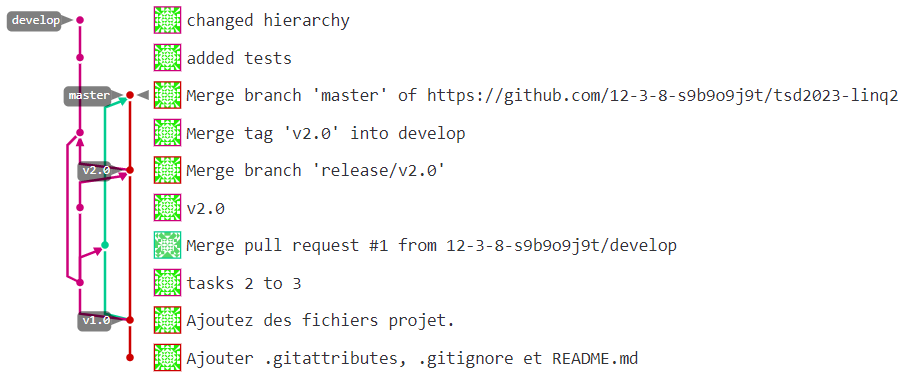 develop changed hierarchy
added tests
master Merge branch 'master' of https://github.com/12-3-8-s9b9o9j9t/tsd2023-linq2
Merge tag 'v2.0' into develop
v2.0 Merge branch 'release/v2.0'
v2.0
Merge pull request #1 from 12-3-8-s9b9o9j9t/develop
tasks 2 to 3
v1.0 Ajoutez des fichiers projet.
Ajouter .gitattributes, .gitignore et README.md